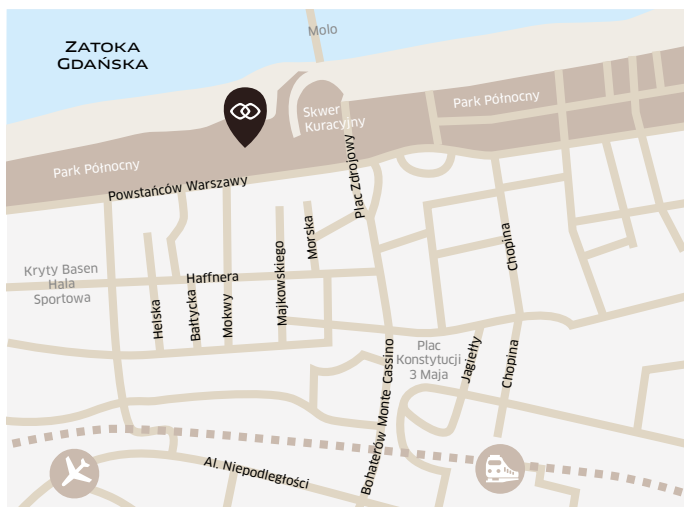 Molo
ZATOKA
GDAŃSKA
Skwer
Kuracyjny
Park Północny
Park Północny
Powstańców Warszawy
Plac Zdrojowy
Morska
Majkowskiego
Chopina
Kryty Basen
Hala
Sportowa
Haffnera
Helska
Bałtycka
Mokwy
Plac
Konstytucji
3 Maja
Jagiełły
Chopina
Bohaterów Monte Cassino
Al. Niepodległości